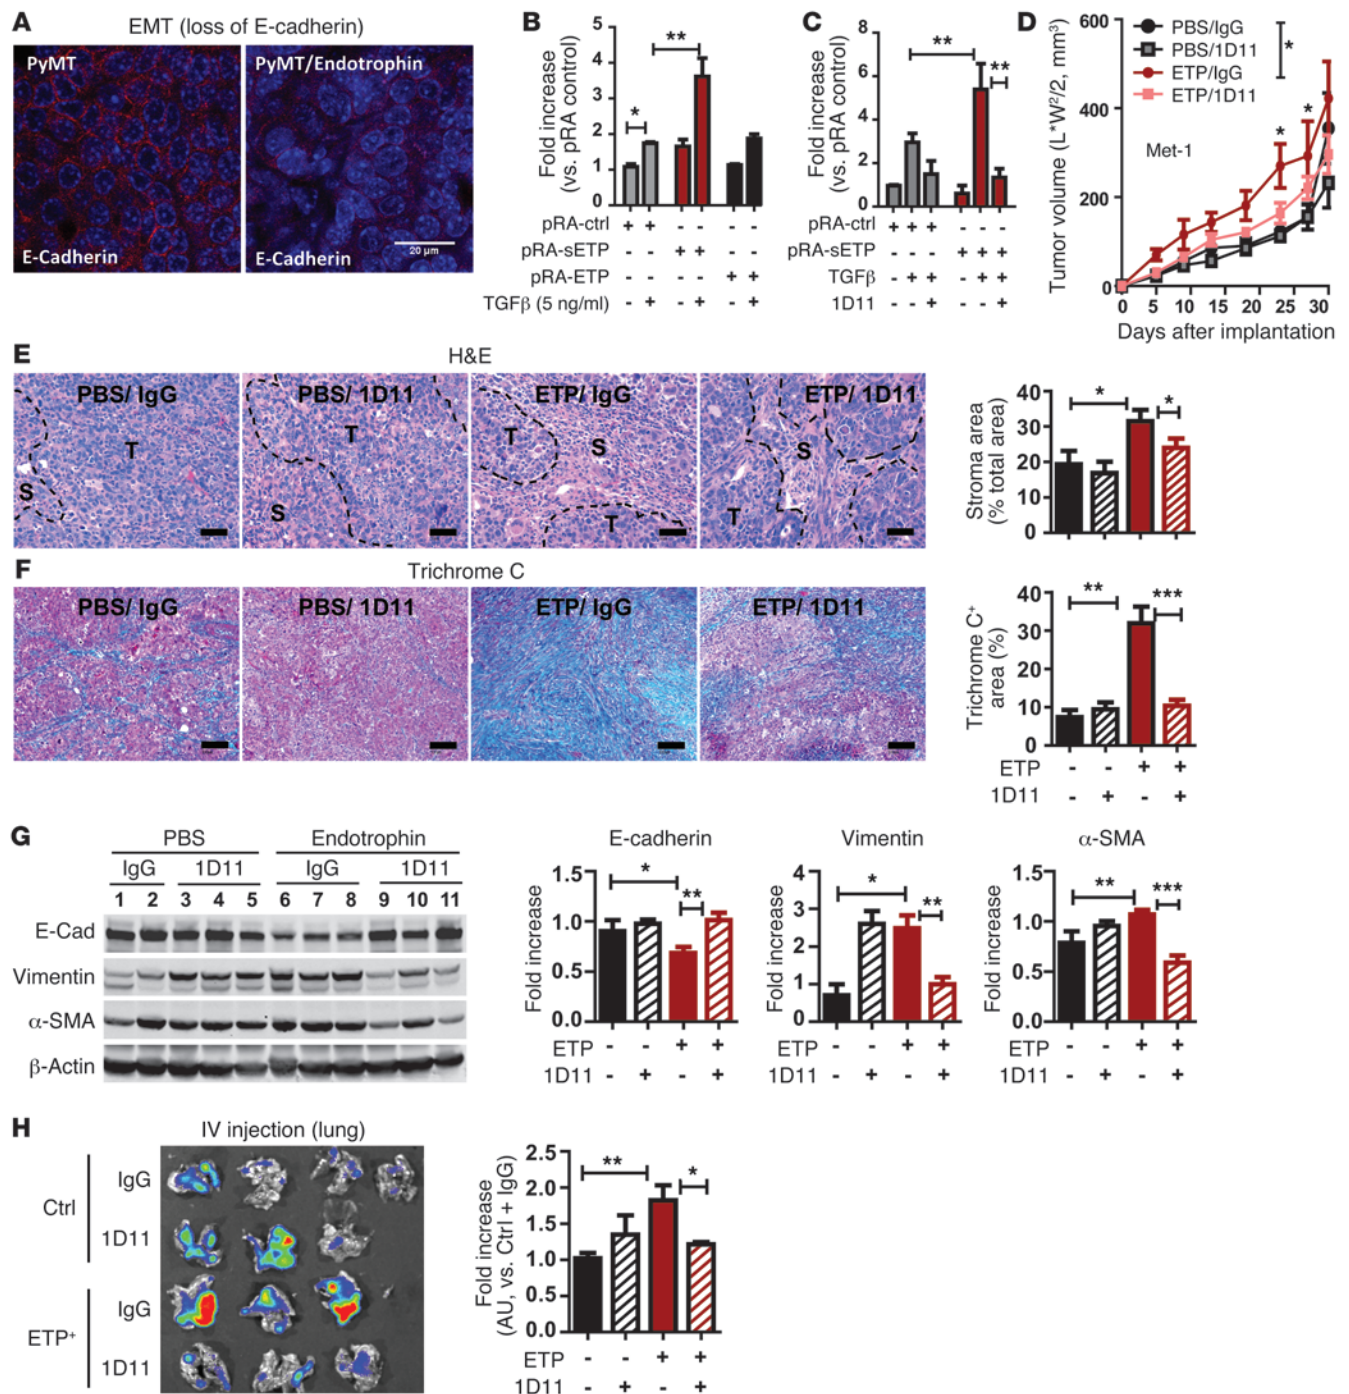 A
EMT (loss of E-cadherin)
PyMT
PyMT/Endotrophin
E-Cadherin
E-Cadherin
20 µm
B
Fold increase
(vs. pRA control)
5
4
3
2
1
0
*
**
pRA-ctrl + + - - - -
pRA-sETP - - + + - -
pRA-ETP - - - - + +
TGFβ (5 ng/ml) - + - + - +
C
Fold increase
(vs. pRA control)
8
6
4
2
0
**
**
pRA-ctrl + + + - - -
pRA-sETP - - - + + +
TGFβ - + + - + +
1D11 - - + - - +
D
Tumor volume (L*W²/2, mm³)
600
400
200
0
PBS/IgG
PBS/1D11
ETP/IgG
ETP/1D11
*
Met-1
* *
0 5 10 15 20 25 30
Days after implantation
E
H&E
PBS/ IgG
T
S
PBS/ 1D11
T
S
ETP/ IgG
T
S
T
ETP/ 1D11
S
T
Stroma area
(% total area)
40
30
20
10
0
*
*
F
Trichrome C
PBS/ IgG
PBS/ 1D11
ETP/ IgG
ETP/ 1D11
Trichrome C⁺
area (%)
40
30
20
10
0
**
***
ETP - - + +
1D11 - + - +
G
PBS Endotrophin
IgG 1D11 IgG 1D11
1 2 3 4 5 6 7 8 9 10 11
E-Cad
Vimentin
α-SMA
β-Actin
E-cadherin
Fold increase
1.5
1.0
0.5
0.0
*
**
ETP - - + +
1D11 - + - +
Vimentin
Fold increase
4
3
2
1
0
*
**
ETP - - + +
1D11 - + - +
α-SMA
Fold increase
1.5
1.0
0.5
0.0
**
***
ETP - - + +
1D11 - + - +
H
IV injection (lung)
Ctrl
IgG
1D11
ETP⁺
IgG
1D11
Fold increase
(AU, vs. Ctrl + IgG)
2.5
2.0
1.5
1.0
0.5
0.0
**
*
ETP - - + +
1D11 - + - +